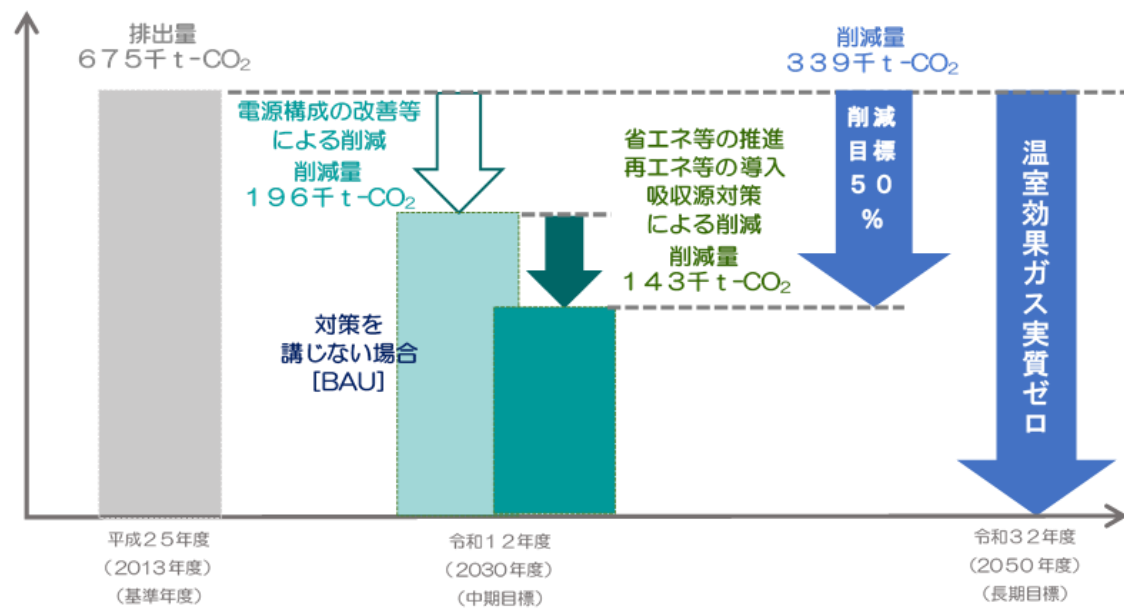 排出量
６７５千ｔ-CO₂
電源構成の改善等
による削減
削減量
１９６千ｔ-CO₂
対策を
講じない場合
[BAU]
省エネ等の推進
再エネ等の導入
吸収源対策
による削減
削減量
１４３千ｔ-CO₂
削減量
３３９千ｔ-CO₂
削減
目標
５０
％
温室効果ガス実質ゼロ
平成２５年度
（2013年度）
（基準年度）
令和１２年度
（2030年度）
（中期目標）
令和３２年度
（2050年度）
（長期目標）